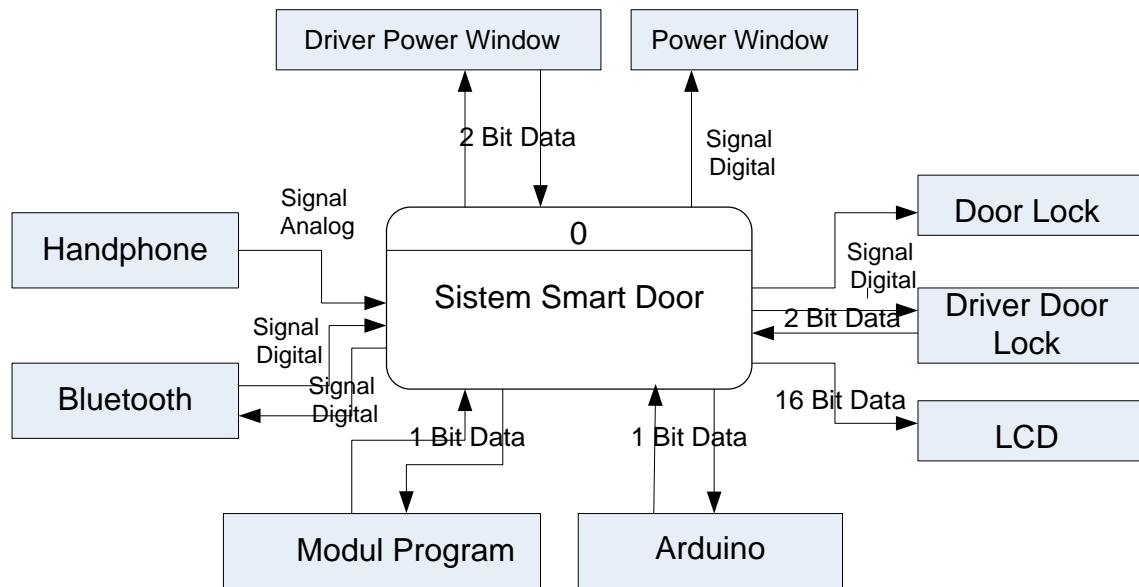 Driver Power Window
Power Window
2 Bit Data
Signal
Digital
Signal
Analog
Handphone
0
Sistem Smart Door
Door Lock
Signal
Digital
2 Bit Data
Driver Door
Lock
Signal
Digital
Signal
Digital
Bluetooth
16 Bit Data
LCD
1 Bit Data
1 Bit Data
Modul Program
Arduino